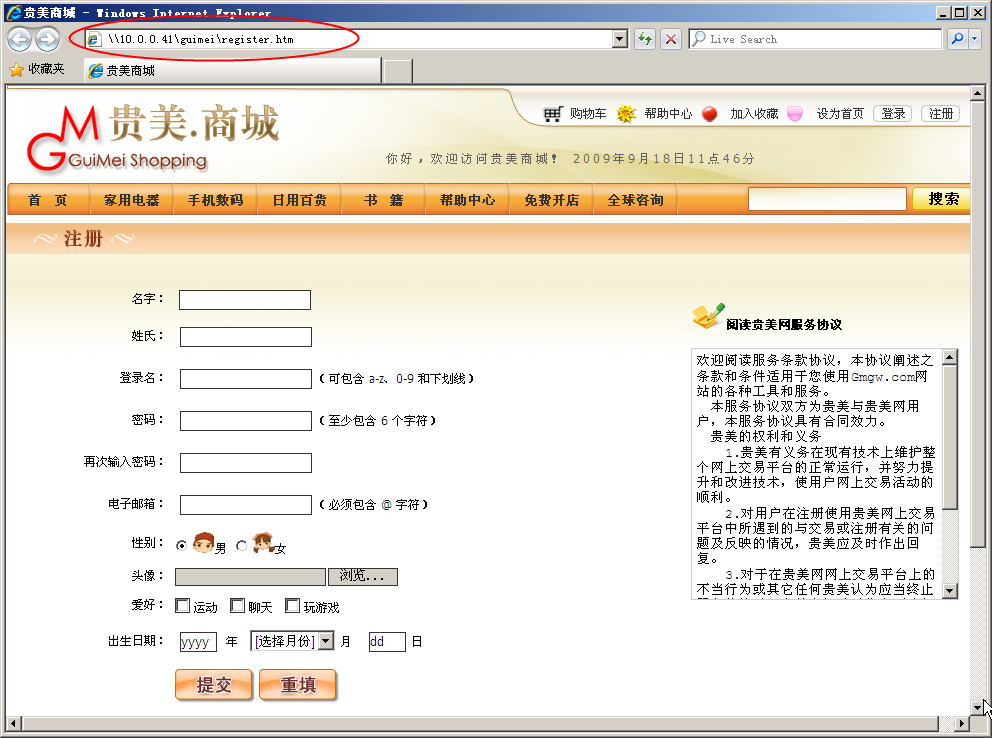 贵美商城 - Windows Internet Explorer
\\10.0.0.41\guimei\register.htm
Live Search
收藏夹
贵美商城
GM 贵美.商城
GuiMei Shopping
购物车 帮助中心 加入收藏 设为首页 登录 注册
你好，欢迎访问贵美商城! 2009年9月18日11点46分
首 页 家用电器 手机数码 日用百货 书 籍 帮助中心 免费开店 全球咨询 搜索
注册
名字：
姓氏：
登录名： （可包含 a-z、0-9 和下划线）
密码： （至少包含 6 个字符）
再次输入密码：
电子邮箱： （必须包含 @ 字符）
性别： 男 女
头像： 浏览...
爱好： 运动 聊天 玩游戏
出生日期： yyyy 年 [选择月份] 月 dd 日
提交 重填
阅读贵美网服务协议
欢迎阅读服务条款协议，本协议阐述之
条款和条件适用于您使用Gmgw.com网
站的各种工具和服务。
本服务协议双方为贵美与贵美网用
户，本服务协议具有合同效力。
贵美的权利和义务
1.贵美有义务在现有技术上维护整
个网上交易平台的正常运行，并努力提
升和改进技术，使用户网上交易活动的
顺利。
2.对用户在注册使用贵美网上交易
平台中所遇到的与交易或注册有关的问
题及反映的情况，贵美应及时作出回
复。
3.对于在贵美网网上交易平台上的
不当行为或其它任何贵美认为应当终止